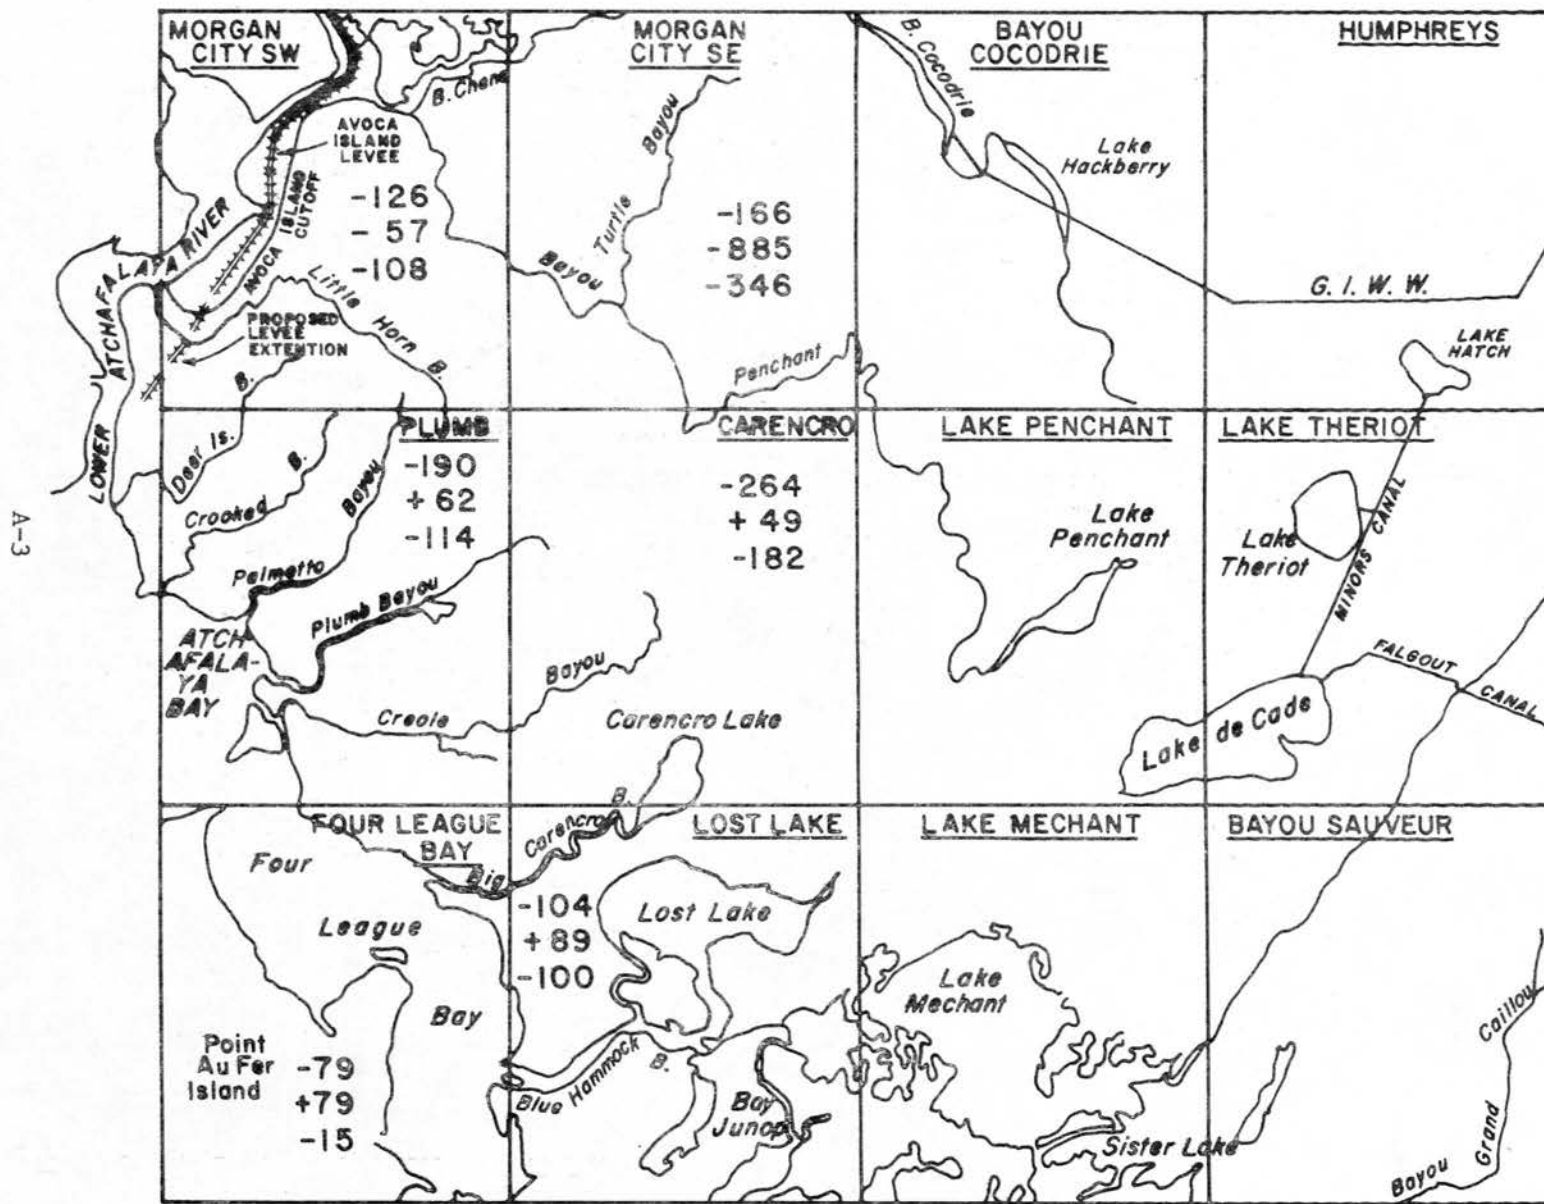 MORGAN
CITY SW
MORGAN
CITY SE
BAYOU
COCODRIE
HUMPHREYS
B. Chene
B. Cocodrie
AVOCA
ISLAND
LEVEE
-126
- 57
-108
AVOCA ISLAND
CUTOFF
Turtle Bayou
-166
-885
-346
Lake
Hackberry
G. I. W. W.
LOWER ATCHAFALAYA RIVER
Little Horn B.
Bayou Penchant
PROPOSED
LEVEE
EXTENTION
LAKE
HATCH
A-3
PLUMB
-190
+ 62
-114
CARENCRO
-264
+ 49
-182
LAKE PENCHANT
LAKE THERIOT
Deer Is. B.
Crooked B.
Palmetto Bayou
Plumb Bayou
Lake
Penchant
Lake
Theriot
MINORS CANAL
FALGOUT CANAL
ATCH-
AFALA-
YA
BAY
Creole Bayou
Carencro Lake
Lake de Cade
FOUR LEAGUE
BAY
LOST LAKE
LAKE MECHANT
BAYOU SAUVEUR
Four
League
Bay
Big Carencro B.
-104
+ 89
-100
Lost Lake
Lake
Mechant
Point
Au Fer
Island
-79
+79
-15
Blue Hammock B.
Bay
Junop
Sister Lake
Bayou Grand Caillou